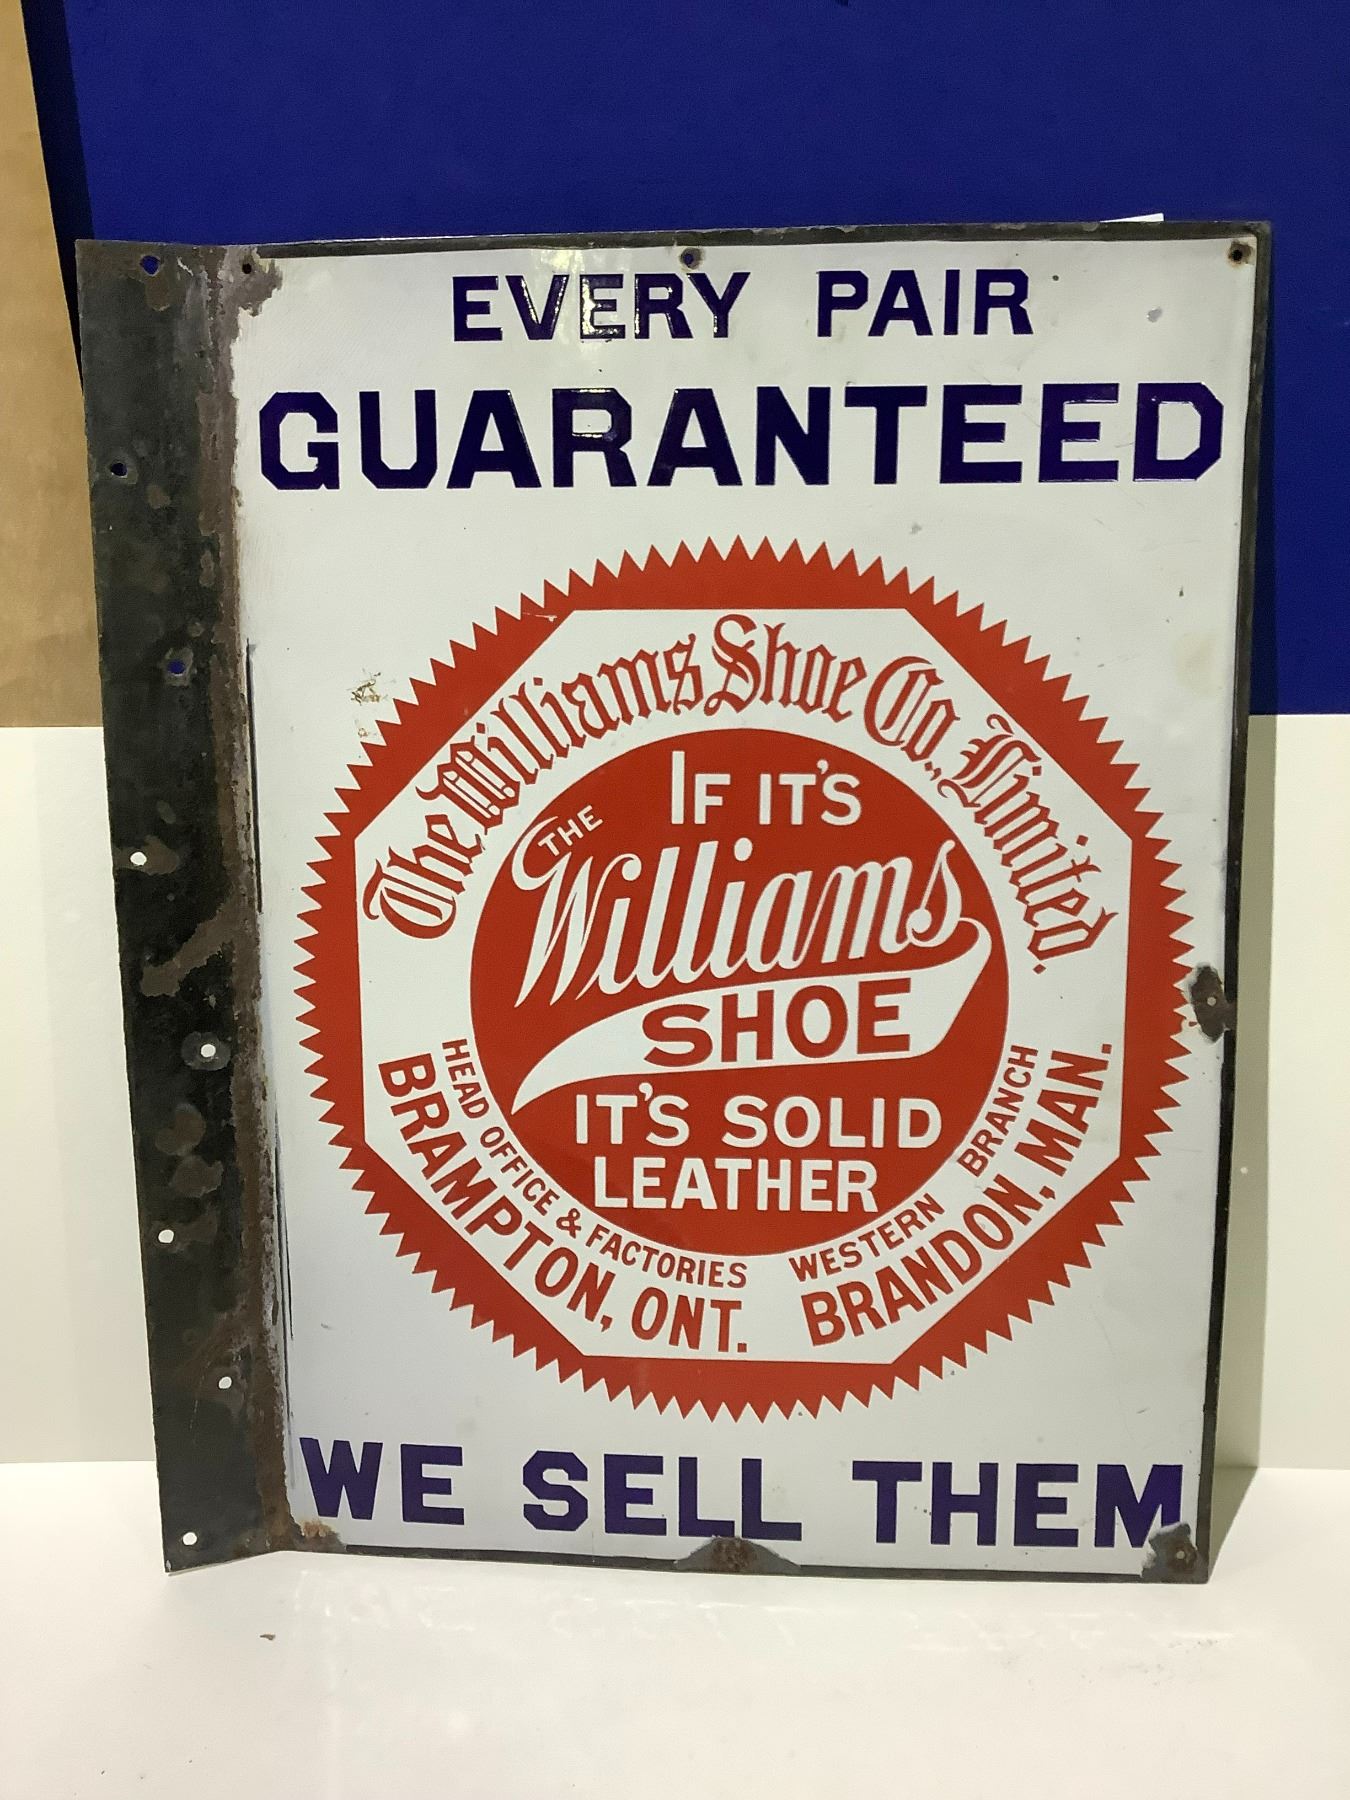 EVERY PAIR
GUARANTEED
The Williams Shoe Co., Limited.
IF IT'S
THE
Williams
SHOE
IT'S SOLID
LEATHER
HEAD OFFICE & FACTORIES
BRAMPTON, ONT.
WESTERN BRANCH
BRANDON, MAN.
WE SELL THEM